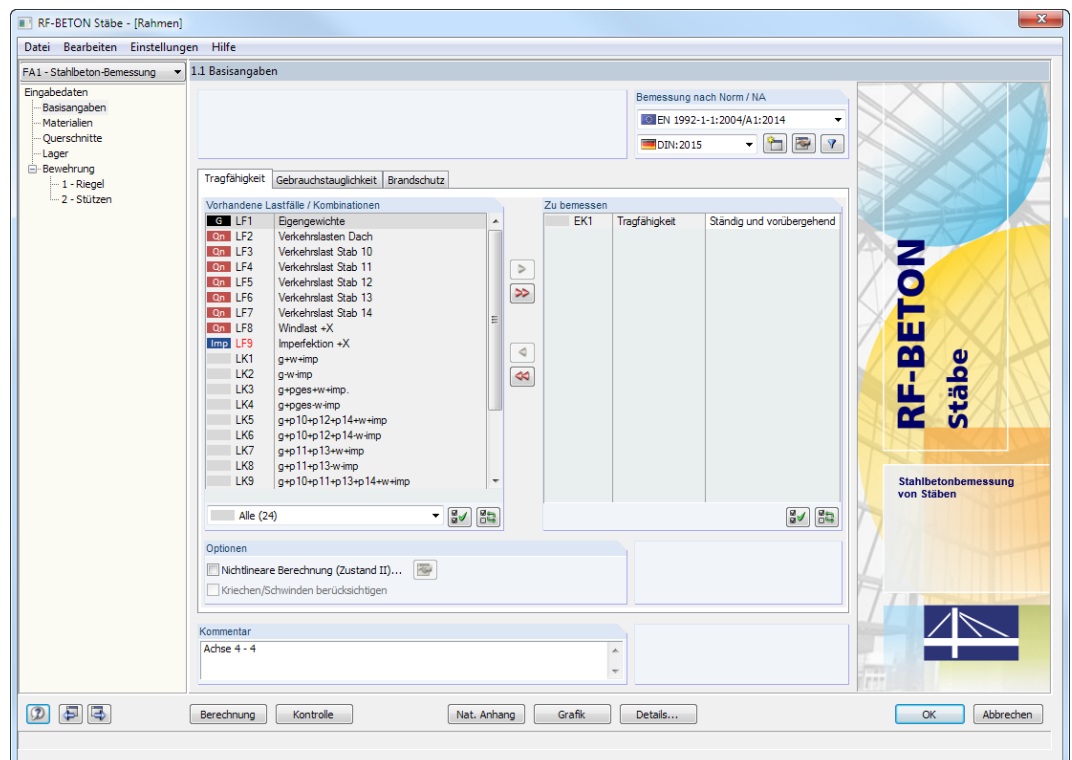 RF-BETON Stäbe - [Rahmen]
x
Datei Bearbeiten Einstellungen Hilfe
FA1 - Stahlbeton-Bemessung
1.1 Basisangaben
Eingabedaten
Basisangaben
Materialien
Querschnitte
Lager
Bewehrung
1 - Riegel
2 - Stützen
Bemessung nach Norm / NA
EN 1992-1-1:2004/A1:2014
DIN:2015
Tragfähigkeit Gebrauchstauglichkeit Brandschutz
Vorhandene Lastfälle / Kombinationen
G LF1 Eigengewichte
Qn LF2 Verkehrslasten Dach
Qn LF3 Verkehrslast Stab 10
Qn LF4 Verkehrslast Stab 11
Qn LF5 Verkehrslast Stab 12
Qn LF6 Verkehrslast Stab 13
Qn LF7 Verkehrslast Stab 14
Qn LF8 Windlast +X
Imp LF9 Imperfektion +X
LK1 g+w+imp
LK2 g-w-imp
LK3 g+pges+w+imp.
LK4 g+pges-w-imp
LK5 g+p10+p12+p14+w+imp
LK6 g+p10+p12+p14-w-imp
LK7 g+p11+p13+w+imp
LK8 g+p11+p13-w-imp
LK9 g+p10+p11+p13+p14+w+imp
Alle (24)
Zu bemessen
EK1 Tragfähigkeit Ständig und vorübergehend
Optionen
Nichtlineare Berechnung (Zustand II)...
Kriechen/Schwinden berücksichtigen
Kommentar
Achse 4 - 4
RF-BETON
Stäbe
Stahlbetonbemessung
von Stäben
Berechnung Kontrolle Nat. Anhang Grafik Details... OK Abbrechen